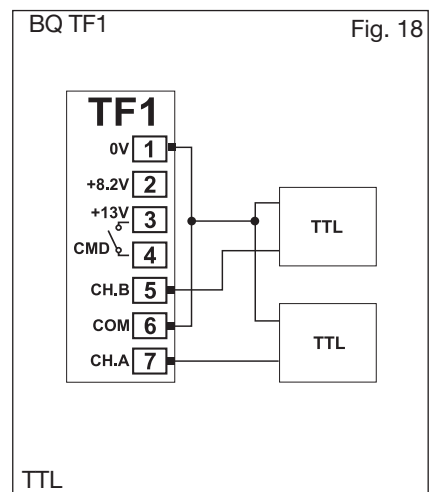 BQ TF1
Fig. 18
TF1
0V 1
+8.2V 2
+13V 3
CMD 4
CH.B 5
COM 6
CH.A 7
TTL
TTL
TTL